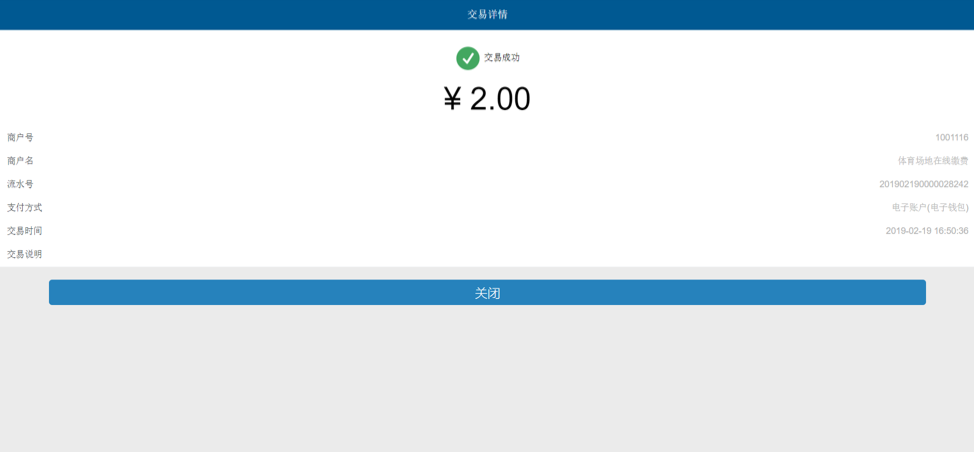 交易详情
交易成功
¥ 2.00
商户号 1001116
商户名 体育场地在线缴费
流水号 201902190000028242
支付方式 电子账户(电子钱包)
交易时间 2019-02-19 16:50:36
交易说明
关闭